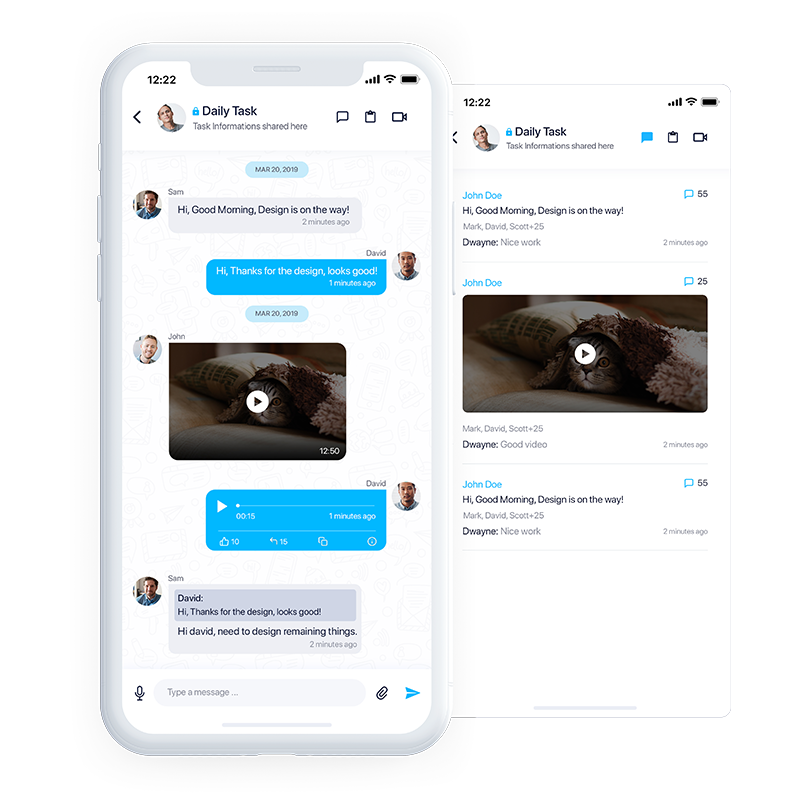 12:22
Daily Task
Task Informations shared here
MAR 20, 2019
Sam
Hi, Good Morning, Design is on the way!
2 minutes ago
David
Hi, Thanks for the design, looks good!
1 minutes ago
MAR 20, 2019
John
12:50
David
00:15
1 minutes ago
10
15
Sam
David:
Hi, Thanks for the design, looks good!
Hi david, need to design remaining things.
2 minutes ago
Type a message ...
12:22
Daily Task
Task Informations shared here
John Doe
55
Hi, Good Morning, Design is on the way!
Mark, David, Scott+25
Dwayne: Nice work
2 minutes ago
John Doe
25
Mark, David, Scott+25
Dwayne: Good video
2 minutes ago
John Doe
55
Hi, Good Morning, Design is on the way!
Mark, David, Scott+25
Dwayne: Nice work
2 minutes ago